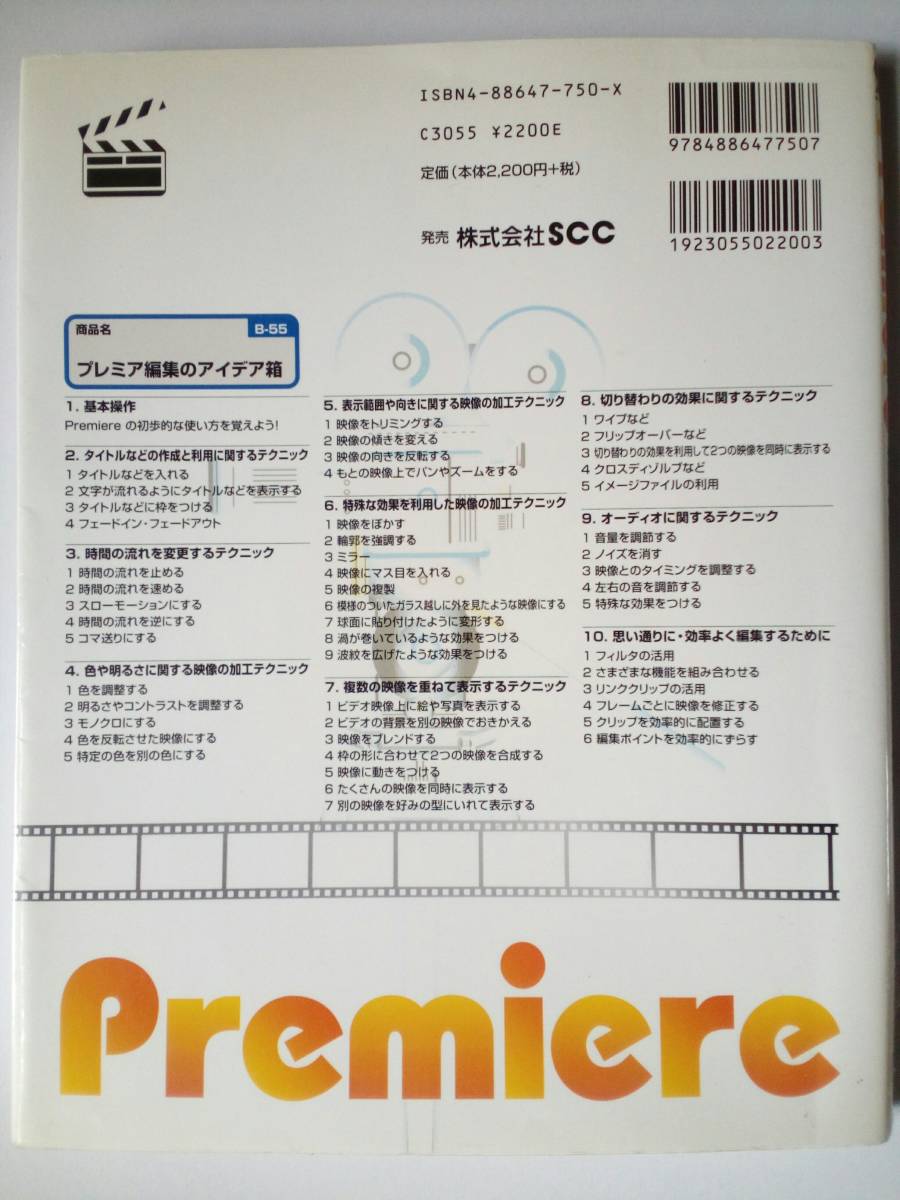 ISBN4-88647-750-X
C3055 ¥2200E
定価(本体2,200円+税)
発売 株式会社SCC
9784886477507
1923055022003
商品名 B-55
プレミア編集のアイデア箱
1. 基本操作
Premiere の初歩的な使い方を覚えよう!
2. タイトルなどの作成と利用に関するテクニック
1 タイトルなどを入れる
2 文字が流れるようにタイトルなどを表示する
3 タイトルなどに枠をつける
4 フェードイン・フェードアウト
3. 時間の流れを変更するテクニック
1 時間の流れを止める
2 時間の流れを速める
3 スローモーションにする
4 時間の流れを逆にする
5 コマ送りにする
4. 色や明るさに関する映像の加工テクニック
1 色を調整する
2 明るさやコントラストを調整する
3 モノクロにする
4 色を反転させた映像にする
5 特定の色を別の色にする
5. 表示範囲や向きに関する映像の加工テクニック
1 映像をトリミングする
2 映像の傾きを変える
3 映像の向きを反転する
4 もとの映像上でパンやズームをする
6. 特殊な効果を利用した映像の加工テクニック
1 映像をぼかす
2 輪郭を強調する
3 ミラー
4 映像にマス目を入れる
5 映像の複製
6 模様のついたガラス越しに外を見たような映像にする
7 球面に貼り付けたように変形する
8 渦が巻いているような効果をつける
9 波紋を広げたような効果をつける
7. 複数の映像を重ねて表示するテクニック
1 ビデオ映像上に絵や写真を表示する
2 ビデオの背景を別の映像でおきかえる
3 映像をブレンドする
4 枠の形に合わせて2つの映像を合成する
5 映像に動きをつける
6 たくさんの映像を同時に表示する
7 別の映像を好みの型にいれて表示する
8. 切り替わりの効果に関するテクニック
1 ワイプなど
2 フリップオーバーなど
3 切り替わりの効果を利用して2つの映像を同時に表示する
4 クロスディゾルブなど
5 イメージファイルの利用
9. オーディオに関するテクニック
1 音量を調節する
2 ノイズを消す
3 映像とのタイミングを調整する
4 左右の音を調節する
5 特殊な効果をつける
10. 思い通りに・効率よく編集するために
1 フィルタの活用
2 さまざまな機能を組み合わせる
3 リンククリップの活用
4 フレームごとに映像を修正する
5 クリップを効率的に配置する
6 編集ポイントを効率的にずらす
Premiere